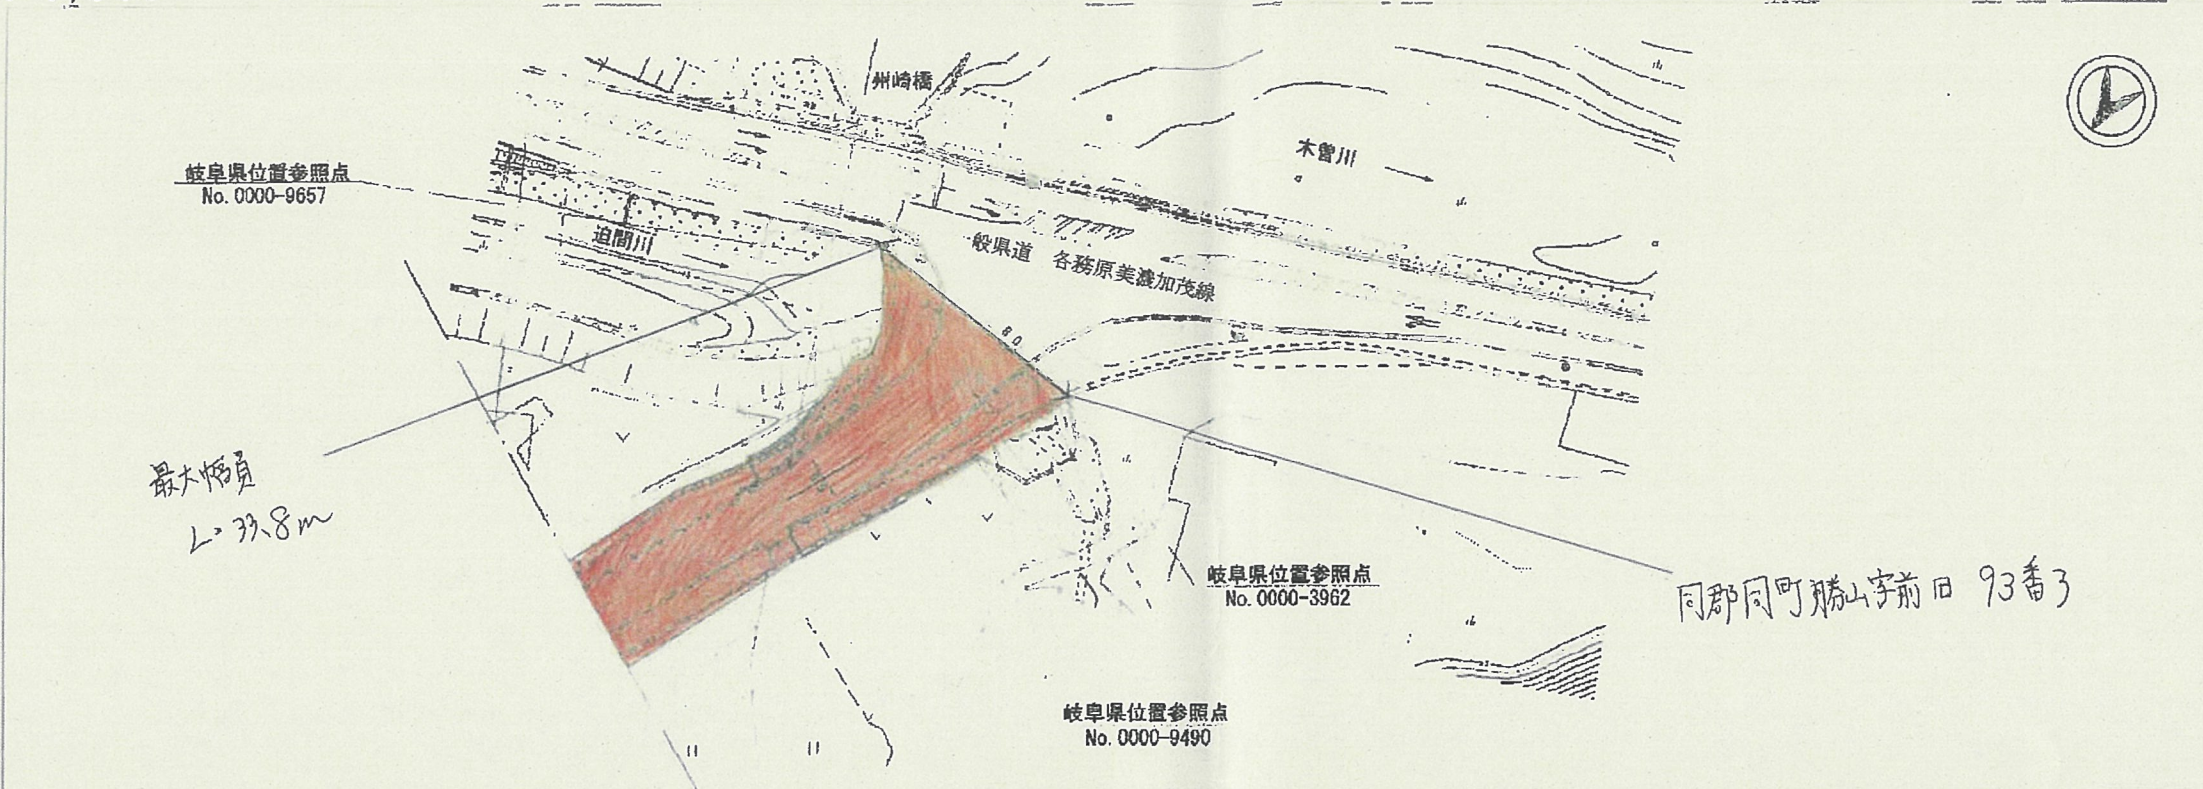 州崎橋
木曽川
岐阜県位置参照点
No. 0000-9657
迫間川
般県道 各務原美濃加茂線
最大幅員
L=33.8m
岐阜県位置参照点
No. 0000-3962
同郡同町勝山字前田 93番3
岐阜県位置参照点
No. 0000-9490